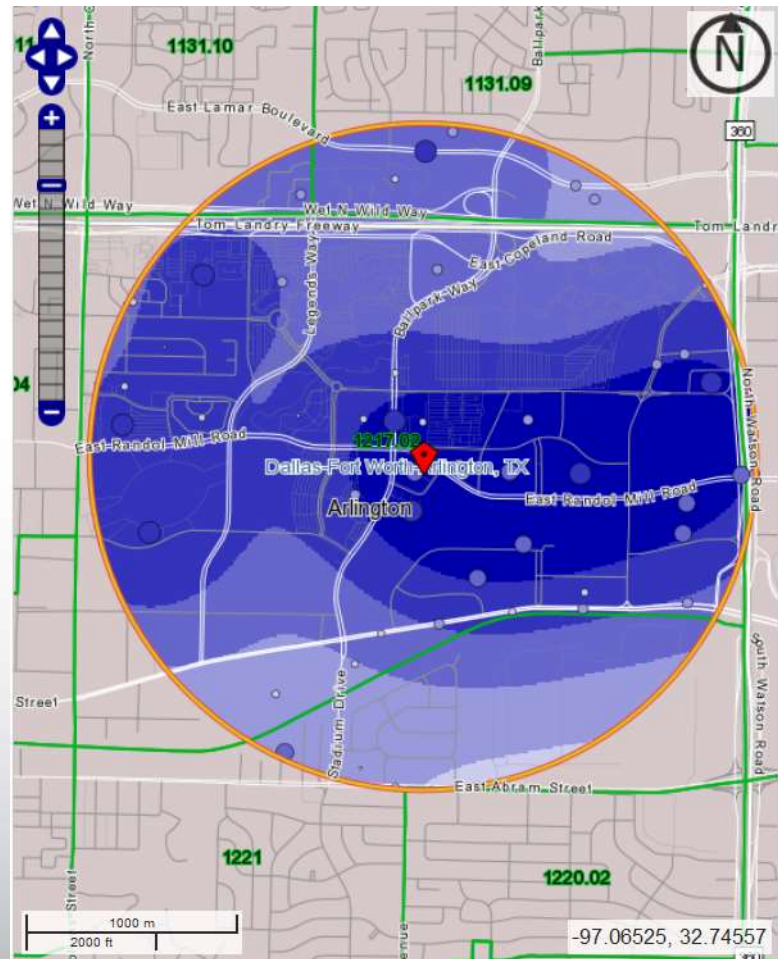 11
1131.10
North C
Ballpark
N
1131.09
East Lamar Boulevard
360
Wet N Wild Way
Wet N Wild Way
Tom Landry Freeway
Tom Landr
East Copeland Road
Legends Way
Ballpark Way
04
North Watson Road
1217.02
East Randol Mill Road
Dallas-Fort Worth-Arlington, TX
East Randol Mill Road
Arlington
South Watson Road
Street
Stadium Drive
East Abram Street
1221
1220.02
Street
enue
1000 m
2000 ft
-97.06525, 32.74557
360